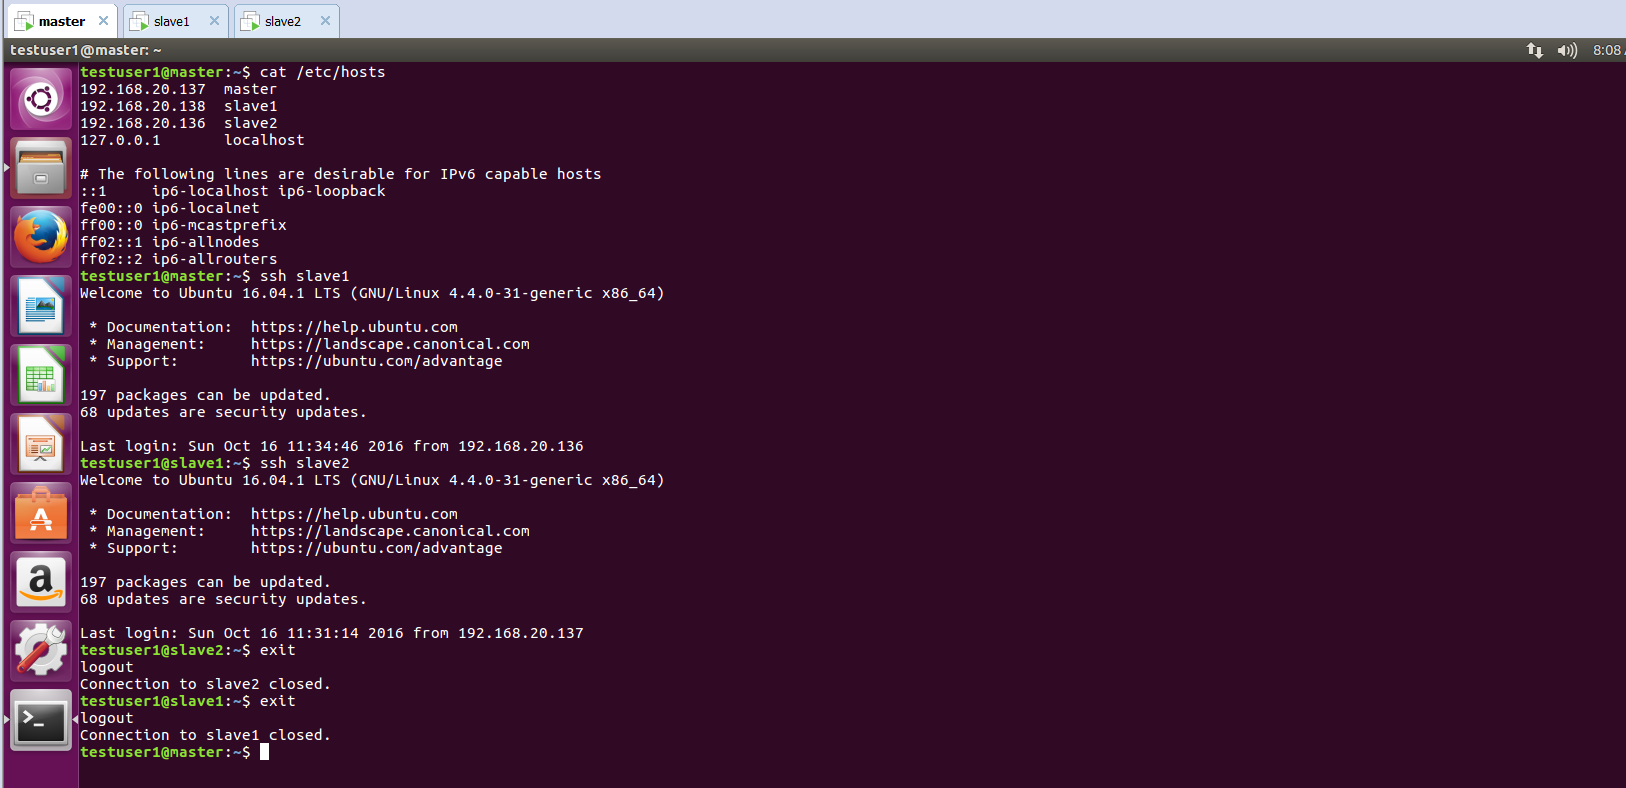 master slave1 slave2
testuser1@master: ~ 8:08
testuser1@master:~$ cat /etc/hosts
192.168.20.137  master
192.168.20.138  slave1
192.168.20.136  slave2
127.0.0.1       localhost
# The following lines are desirable for IPv6 capable hosts
::1     ip6-localhost ip6-loopback
fe00::0 ip6-localnet
ff00::0 ip6-mcastprefix
ff02::1 ip6-allnodes
ff02::2 ip6-allrouters
testuser1@master:~$ ssh slave1
Welcome to Ubuntu 16.04.1 LTS (GNU/Linux 4.4.0-31-generic x86_64)
* Documentation:  https://help.ubuntu.com
* Management:     https://landscape.canonical.com
* Support:        https://ubuntu.com/advantage
197 packages can be updated.
68 updates are security updates.
Last login: Sun Oct 16 11:34:46 2016 from 192.168.20.136
testuser1@slave1:~$ ssh slave2
Welcome to Ubuntu 16.04.1 LTS (GNU/Linux 4.4.0-31-generic x86_64)
* Documentation:  https://help.ubuntu.com
* Management:     https://landscape.canonical.com
* Support:        https://ubuntu.com/advantage
197 packages can be updated.
68 updates are security updates.
Last login: Sun Oct 16 11:31:14 2016 from 192.168.20.137
testuser1@slave2:~$ exit
logout
Connection to slave2 closed.
testuser1@slave1:~$ exit
logout
Connection to slave1 closed.
testuser1@master:~$